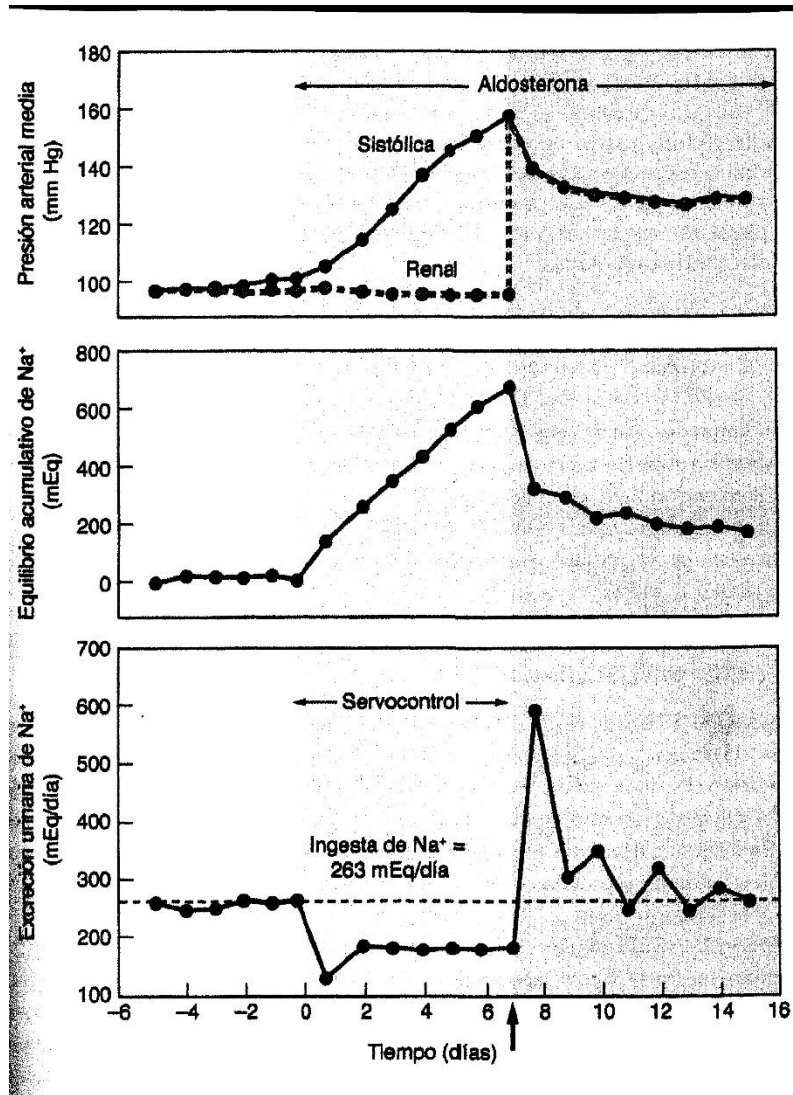 180
160
140
120
100
Presión arterial media
(mm Hg)
Aldosterona
Sistólica
Renal
800
600
400
200
0
Equilibrio acumulativo de Na⁺
(mEq)
700
600
500
400
300
200
100
Excreción urinaria de Na⁺
(mEq/día)
Servocontrol
Ingesta de Na⁺ =
263 mEq/día
−6 −4 −2 0 2 4 6 8 10 12 14 16
Tiempo (días)